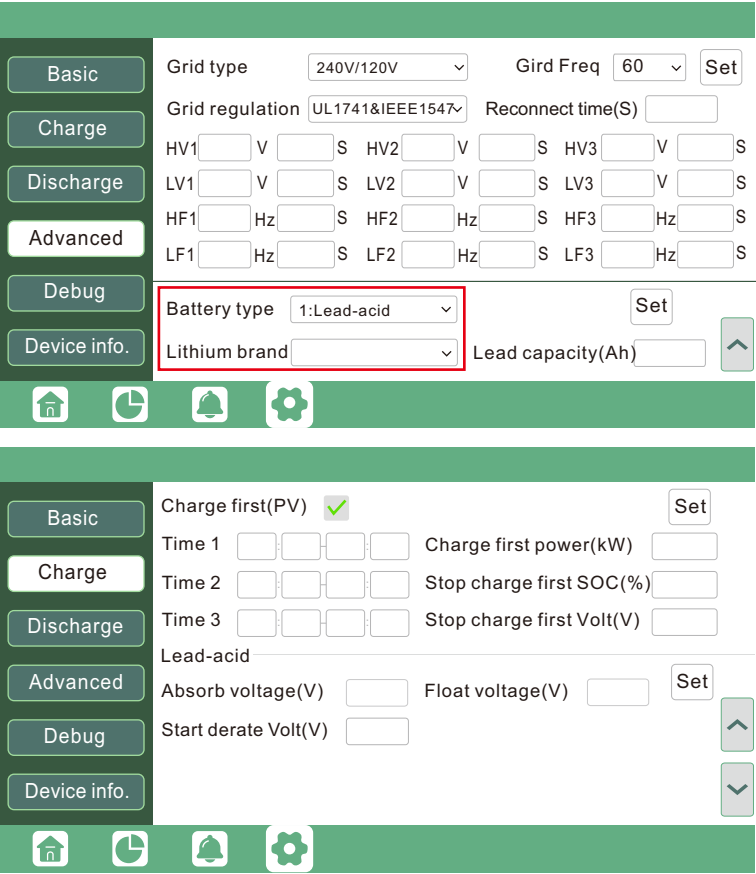 Basic
Charge
Discharge
Advanced
Debug
Device info.
Grid type 240V/120V Gird Freq 60 Set
Grid regulation UL1741&IEEE1547 Reconnect time(S)
HV1 V S HV2 V S HV3 V S
LV1 V S LV2 V S LV3 V S
HF1 Hz S HF2 Hz S HF3 Hz S
LF1 Hz S LF2 Hz S LF3 Hz S
Battery type 1:Lead-acid Set
Lithium brand Lead capacity(Ah)
Basic
Charge
Discharge
Advanced
Debug
Device info.
Charge first(PV) Set
Time 1 : - : Charge first power(kW)
Time 2 : - : Stop charge first SOC(%)
Time 3 : - : Stop charge first Volt(V)
Lead-acid
Absorb voltage(V) Float voltage(V) Set
Start derate Volt(V)